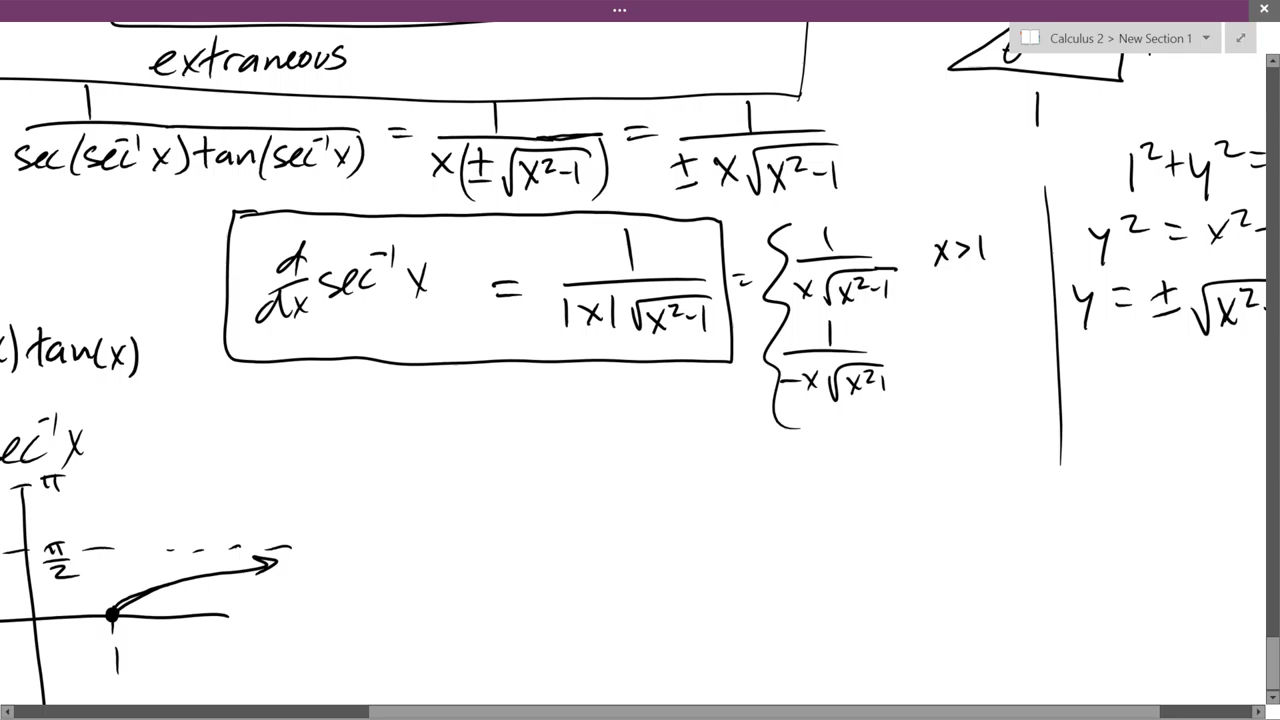 ...
Calculus 2 > New Section 1
extraneous
1
1/(sec(sec⁻¹x)tan(sec⁻¹x)) = 1/(x(±√(x²-1))) = 1/(± x√(x²-1))
1² + y² =
d/dx sec⁻¹ x = 1/(|x|√(x²-1)) = { 1/(x√(x²-1)) x>1
1/(-x√(x²1))
y² = x² -
y = ± √x²
) tan(x)
ec⁻¹x
π
π/2
1